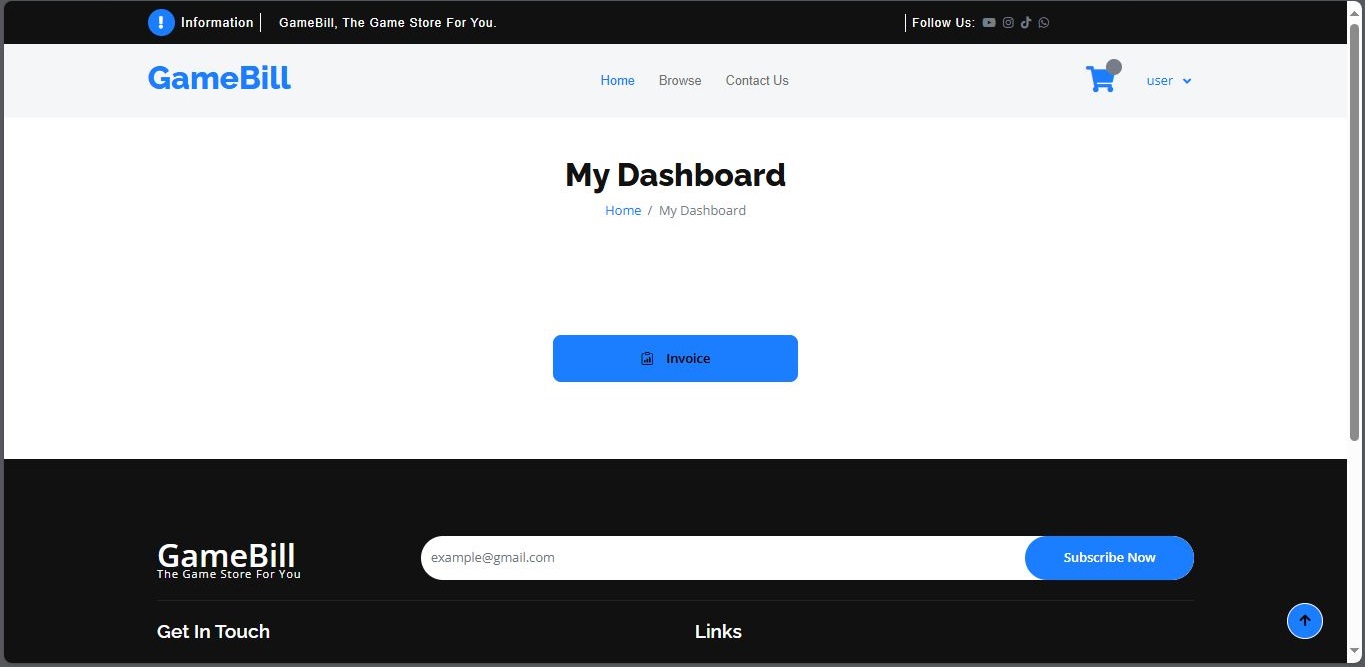 Information
GameBill, The Game Store For You.
Follow Us:
GameBill
Home
Browse
Contact Us
user
My Dashboard
Home / My Dashboard
Invoice
GameBill
The Game Store For You
example@gmail.com
Subscribe Now
Get In Touch
Links